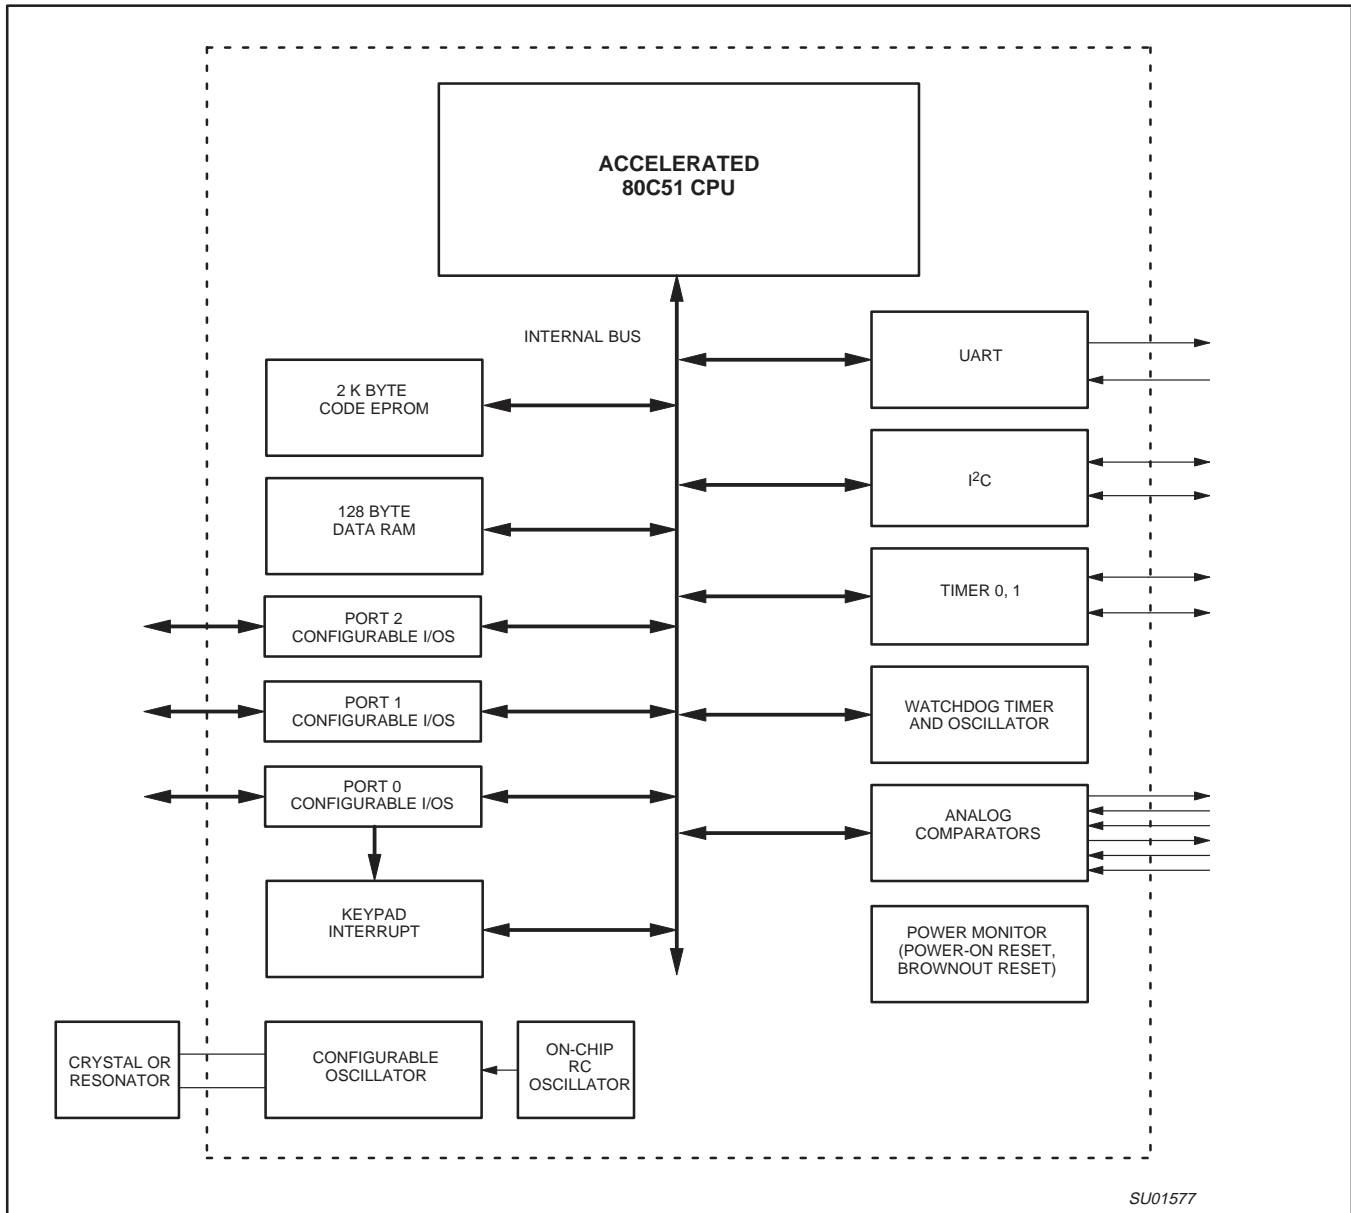 ACCELERATED
80C51 CPU
INTERNAL BUS
2 K BYTE
CODE EPROM
128 BYTE
DATA RAM
PORT 2
CONFIGURABLE I/OS
PORT 1
CONFIGURABLE I/OS
PORT 0
CONFIGURABLE I/OS
KEYPAD
INTERRUPT
CRYSTAL OR
RESONATOR
CONFIGURABLE
OSCILLATOR
ON-CHIP
RC
OSCILLATOR
UART
I²C
TIMER 0, 1
WATCHDOG TIMER
AND OSCILLATOR
ANALOG
COMPARATORS
POWER MONITOR
(POWER-ON RESET,
BROWNOUT RESET)
SU01577